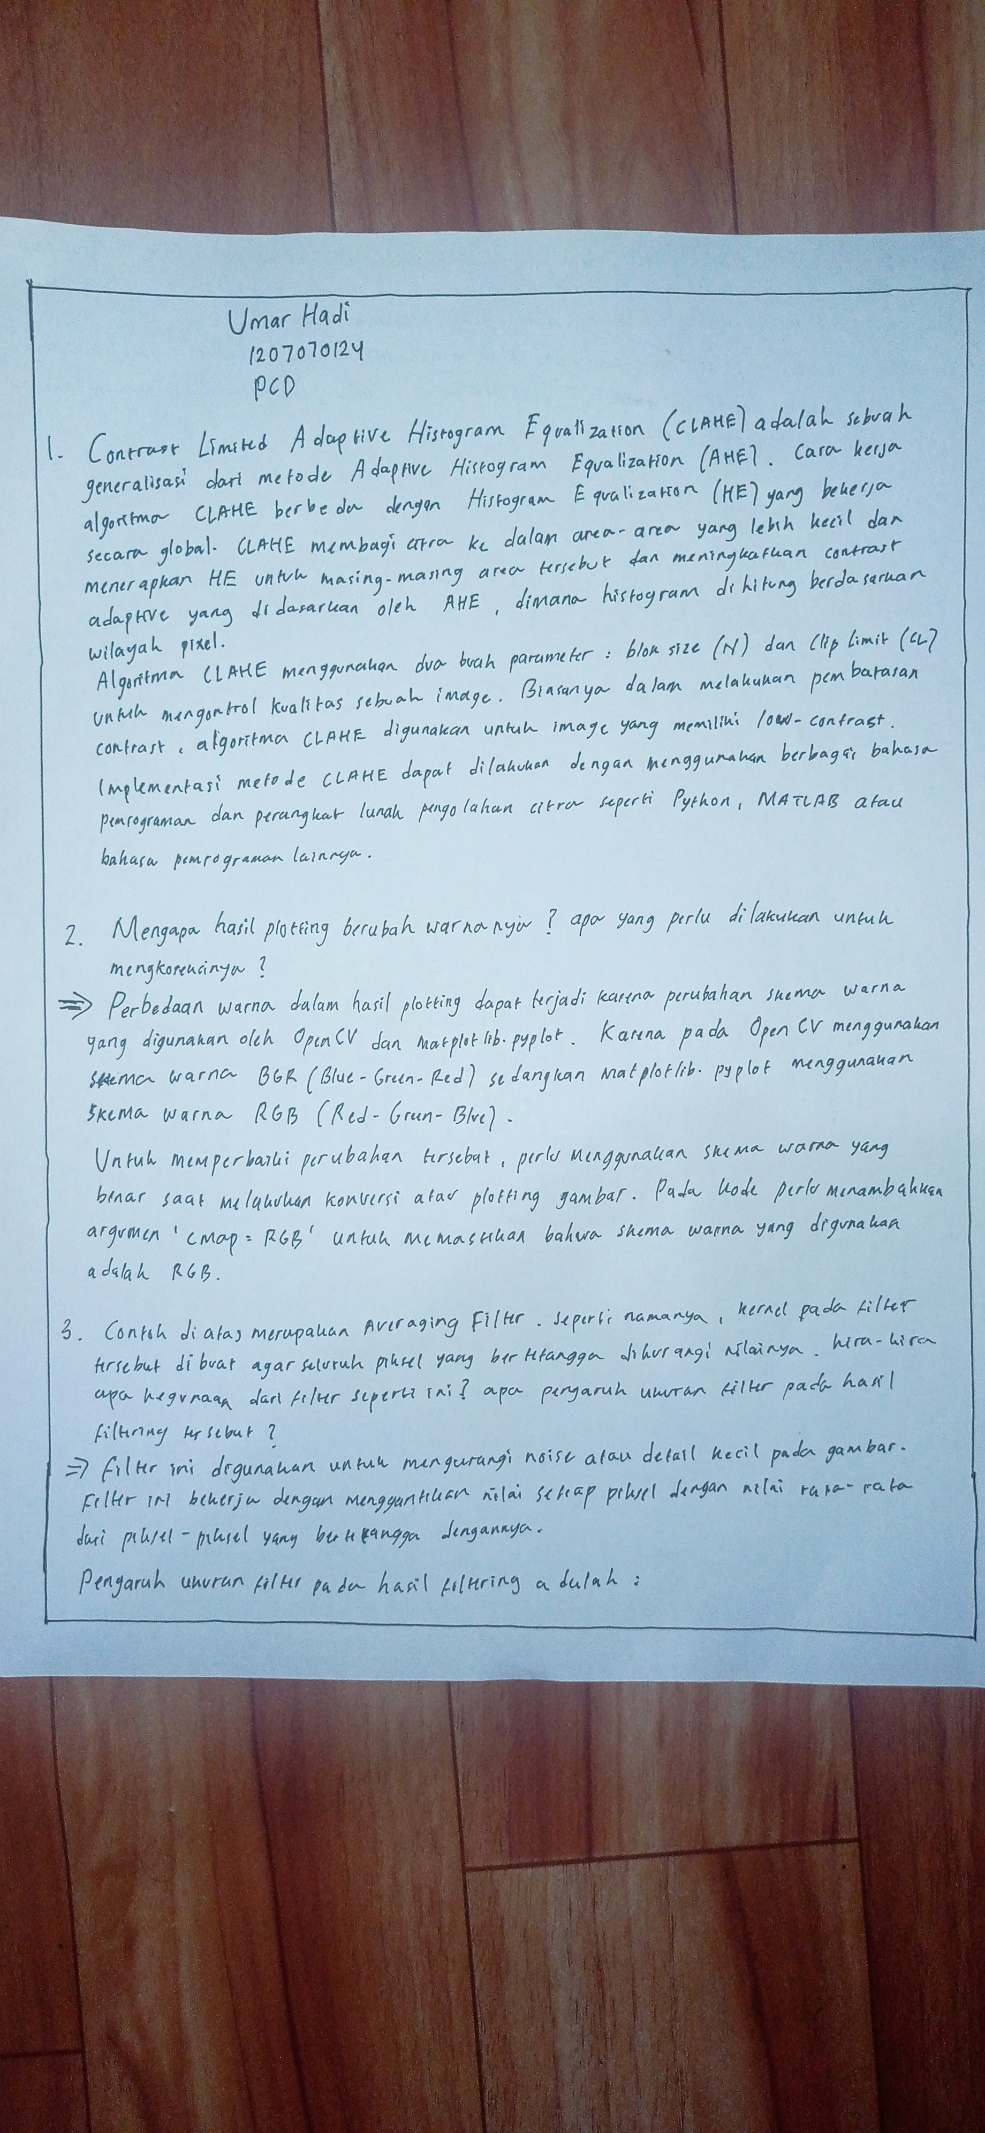 Umar Hadi
1207070124
PCD
1. Contrast Limited Adaptive Histogram Equalization (CLAHE) adalah sebuah
generalisasi dari metode Adaptive Histogram Equalization (AHE). Cara kerja
algoritma CLAHE berbeda dengan Histogram Equalization (HE) yang bekerja
secara global. CLAHE membagi citra ke dalam area-area yang lebih kecil dan
menerapkan HE untuk masing-masing area tersebut dan meningkatkan contrast
adaptive yang didasarkan oleh AHE, dimana histogram dihitung berdasarkan
wilayah pixel.
Algoritma CLAHE menggunakan dua buah parameter : blok size (N) dan Clip Limit (CL)
untuk mengontrol kualitas sebuah image. Biasanya dalam melakukan pembatasan
contrast, algoritma CLAHE digunakan untuk image yang memiliki low-contrast.
Implementasi metode CLAHE dapat dilakukan dengan menggunakan berbagai bahasa
pemrograman dan perangkat lunak pengolahan citra seperti Python, MATLAB atau
bahasa pemrograman lainnya.
2. Mengapa hasil plotting berubah warnanya ? apa yang perlu dilakukan untuk
mengkoreksinya ?
⇒ Perbedaan warna dalam hasil plotting dapat terjadi karena perubahan skema warna
yang digunakan oleh OpenCV dan Matplotlib.pyplot. Karena pada OpenCV menggunakan
skema warna BGR (Blue-Green-Red) sedangkan Matplotlib.pyplot menggunakan
skema warna RGB (Red-Green-Blue).
Untuk memperbaiki perubahan tersebut, perlu menggunakan skema warna yang
benar saat melakukan konversi atau plotting gambar. Pada kode perlu menambahkan
argumen 'cmap = RGB' untuk memastikan bahwa skema warna yang digunakan
adalah RGB.
3. Contoh di atas merupakan Averaging Filter. seperti namanya, kernel pada filter
tersebut dibuat agar seluruh piksel yang bertetangga dikurangi nilainya. kira-kira
apa kegunaan dari filter seperti ini? apa pengaruh ukuran filter pada hasil
filtering tersebut ?
⇒ filter ini digunakan untuk mengurangi noise atau detail kecil pada gambar.
Filter ini bekerja dengan menggantikan nilai setiap piksel dengan nilai rata-rata
dari piksel-piksel yang bertetangga dengannya.
Pengaruh ukuran filter pada hasil filtering adalah :